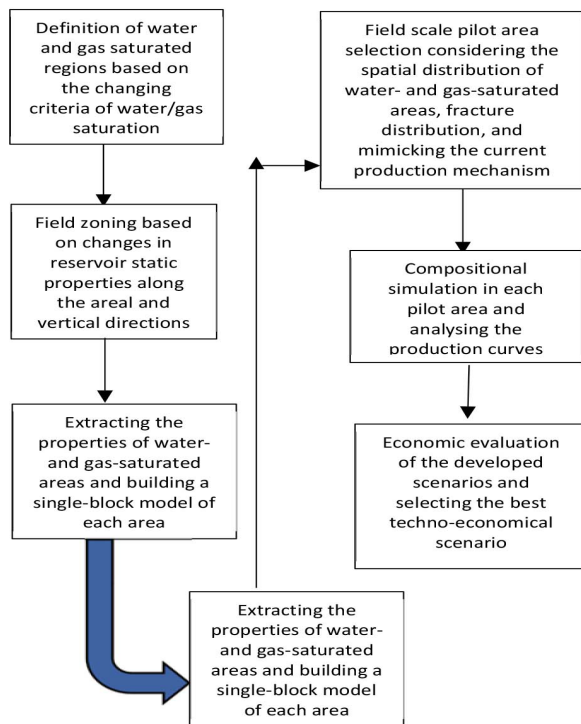 Definition of water
and gas saturated
regions based on
the changing
criteria of water/gas
saturation
Field zoning based
on changes in
reservoir static
properties along
the areal and
vertical directions
Extracting the
properties of water-
and gas-saturated
areas and building a
single-block model of
each area
Extracting the
properties of water-
and gas-saturated
areas and building a
single-block model
of each area
Field scale pilot area
selection considering the
spatial distribution of
water- and gas-saturated
areas, fracture
distribution, and
mimicking the current
production mechanism
Compositional
simulation in each
pilot area and
analysing the
production curves
Economic evaluation
of the developed
scenarios and
selecting the best
techno-economical
scenario